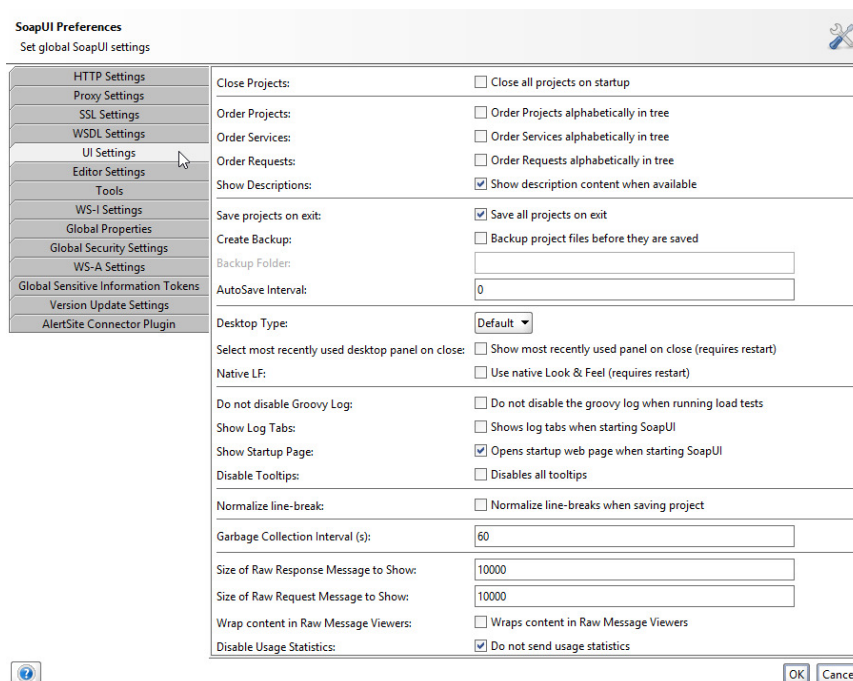 SoapUI Preferences
Set global SoapUI settings
HTTP Settings
Proxy Settings
SSL Settings
WSDL Settings
UI Settings
Editor Settings
Tools
WS-I Settings
Global Properties
Global Security Settings
WS-A Settings
Global Sensitive Information Tokens
Version Update Settings
AlertSite Connector Plugin
Close Projects: Close all projects on startup
Order Projects: Order Projects alphabetically in tree
Order Services: Order Services alphabetically in tree
Order Requests: Order Requests alphabetically in tree
Show Descriptions: Show description content when available
Save projects on exit: Save all projects on exit
Create Backup: Backup project files before they are saved
Backup Folder:
AutoSave Interval: 0
Desktop Type: Default
Select most recently used desktop panel on close: Show most recently used panel on close (requires restart)
Native LF: Use native Look & Feel (requires restart)
Do not disable Groovy Log: Do not disable the groovy log when running load tests
Show Log Tabs: Shows log tabs when starting SoapUI
Show Startup Page: Opens startup web page when starting SoapUI
Disable Tooltips: Disables all tooltips
Normalize line-break: Normalize line-breaks when saving project
Garbage Collection Interval (s): 60
Size of Raw Response Message to Show: 10000
Size of Raw Request Message to Show: 10000
Wrap content in Raw Message Viewers: Wraps content in Raw Message Viewers
Disable Usage Statistics: Do not send usage statistics
? OK Cance